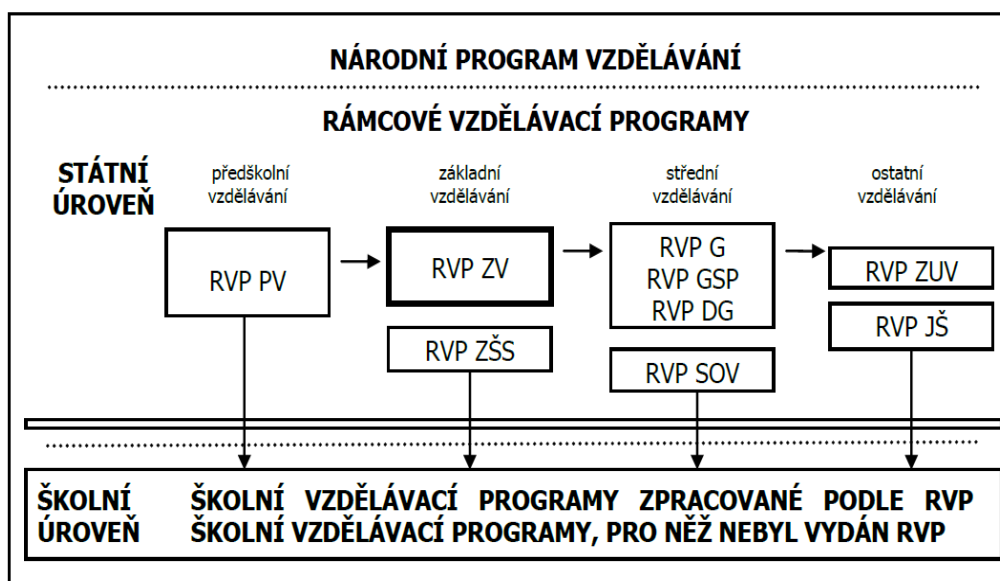 NÁRODNÍ PROGRAM VZDĚLÁVÁNÍ
RÁMCOVÉ VZDĚLÁVACÍ PROGRAMY
STÁTNÍ
ÚROVEŇ
předškolní
vzdělávání
základní
vzdělávání
střední
vzdělávání
ostatní
vzdělávání
RVP PV
RVP ZV
RVP G
RVP GSP
RVP DG
RVP ZUV
RVP ZŠS
RVP SOV
RVP JŠ
ŠKOLNÍ
ÚROVEŇ
ŠKOLNÍ VZDĚLÁVACÍ PROGRAMY ZPRACOVANÉ PODLE RVP
ŠKOLNÍ VZDĚLÁVACÍ PROGRAMY, PRO NĚŽ NEBYL VYDÁN RVP